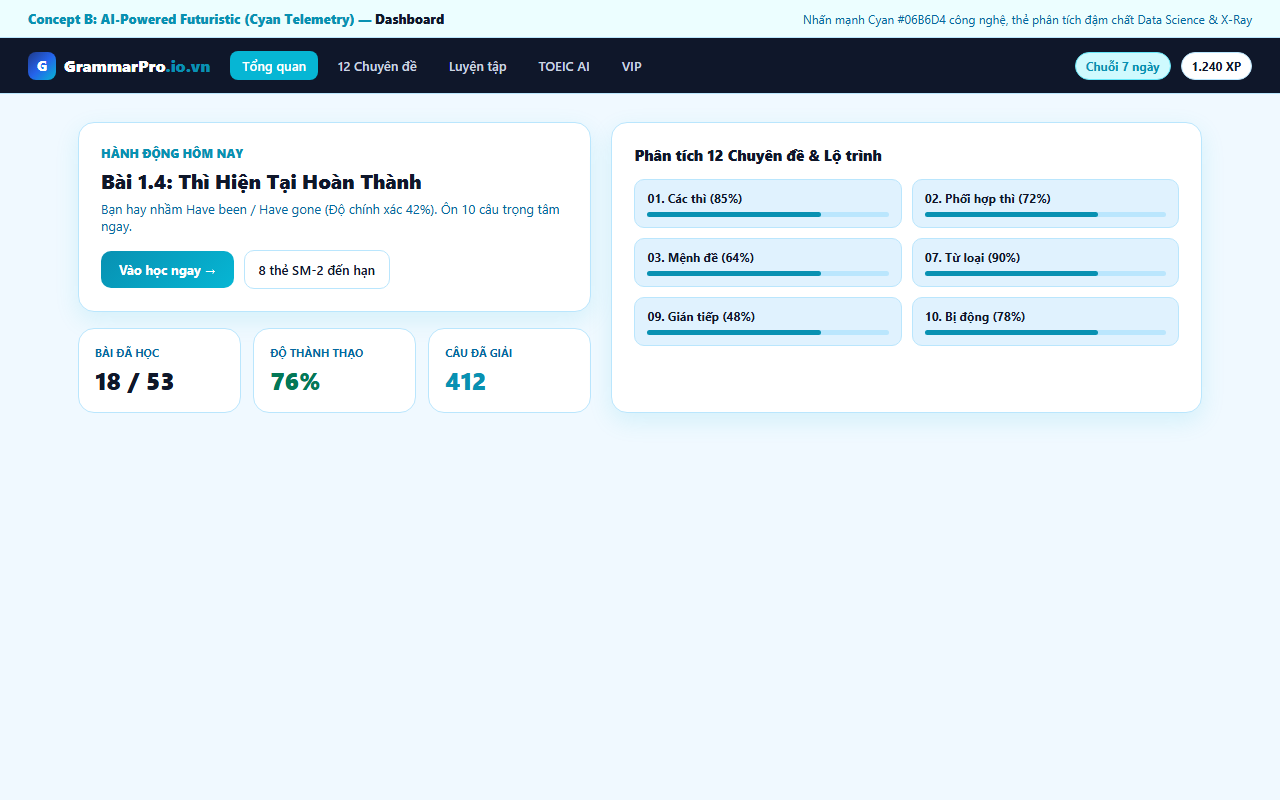 Concept B: AI-Powered Futuristic (Cyan Telemetry) — Dashboard
Nhấn mạnh Cyan #06B6D4 công nghệ, thẻ phân tích đậm chất Data Science & X-Ray
G GrammarPro.io.vn
Tổng quan
12 Chuyên đề
Luyện tập
TOEIC AI
VIP
Chuỗi 7 ngày
1.240 XP
HÀNH ĐỘNG HÔM NAY
Bài 1.4: Thì Hiện Tại Hoàn Thành
Bạn hay nhầm Have been / Have gone (Độ chính xác 42%). Ôn 10 câu trọng tâm
ngay.
Vào học ngay →
8 thẻ SM-2 đến hạn
BÀI ĐÃ HỌC
18 / 53
ĐỘ THÀNH THẠO
76%
CÂU ĐÃ GIẢI
412
Phân tích 12 Chuyên đề & Lộ trình
01. Các thì (85%)
02. Phối hợp thì (72%)
03. Mệnh đề (64%)
07. Từ loại (90%)
09. Gián tiếp (48%)
10. Bị động (78%)